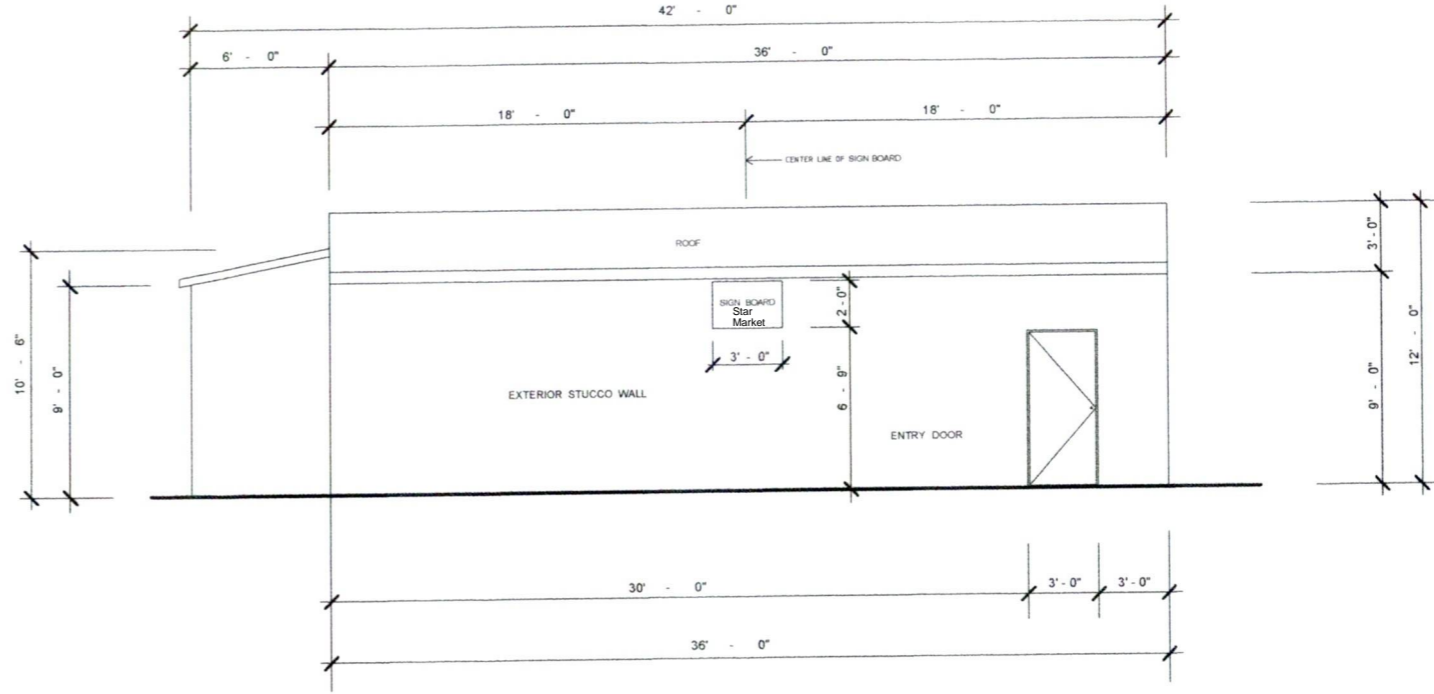 42' - 0"
6' - 0"
36' - 0"
18' - 0"
18' - 0"
CENTER LINE OF SIGN BOARD
ROOF
3' - 0"
SIGN BOARD
Star
Market
2 - 0"
3' - 0"
10' - 6"
9' - 0"
EXTERIOR STUCCO WALL
6 - 9"
ENTRY DOOR
9' - 0"
12' - 0"
30' - 0"
3' - 0"
3' - 0"
36' - 0"